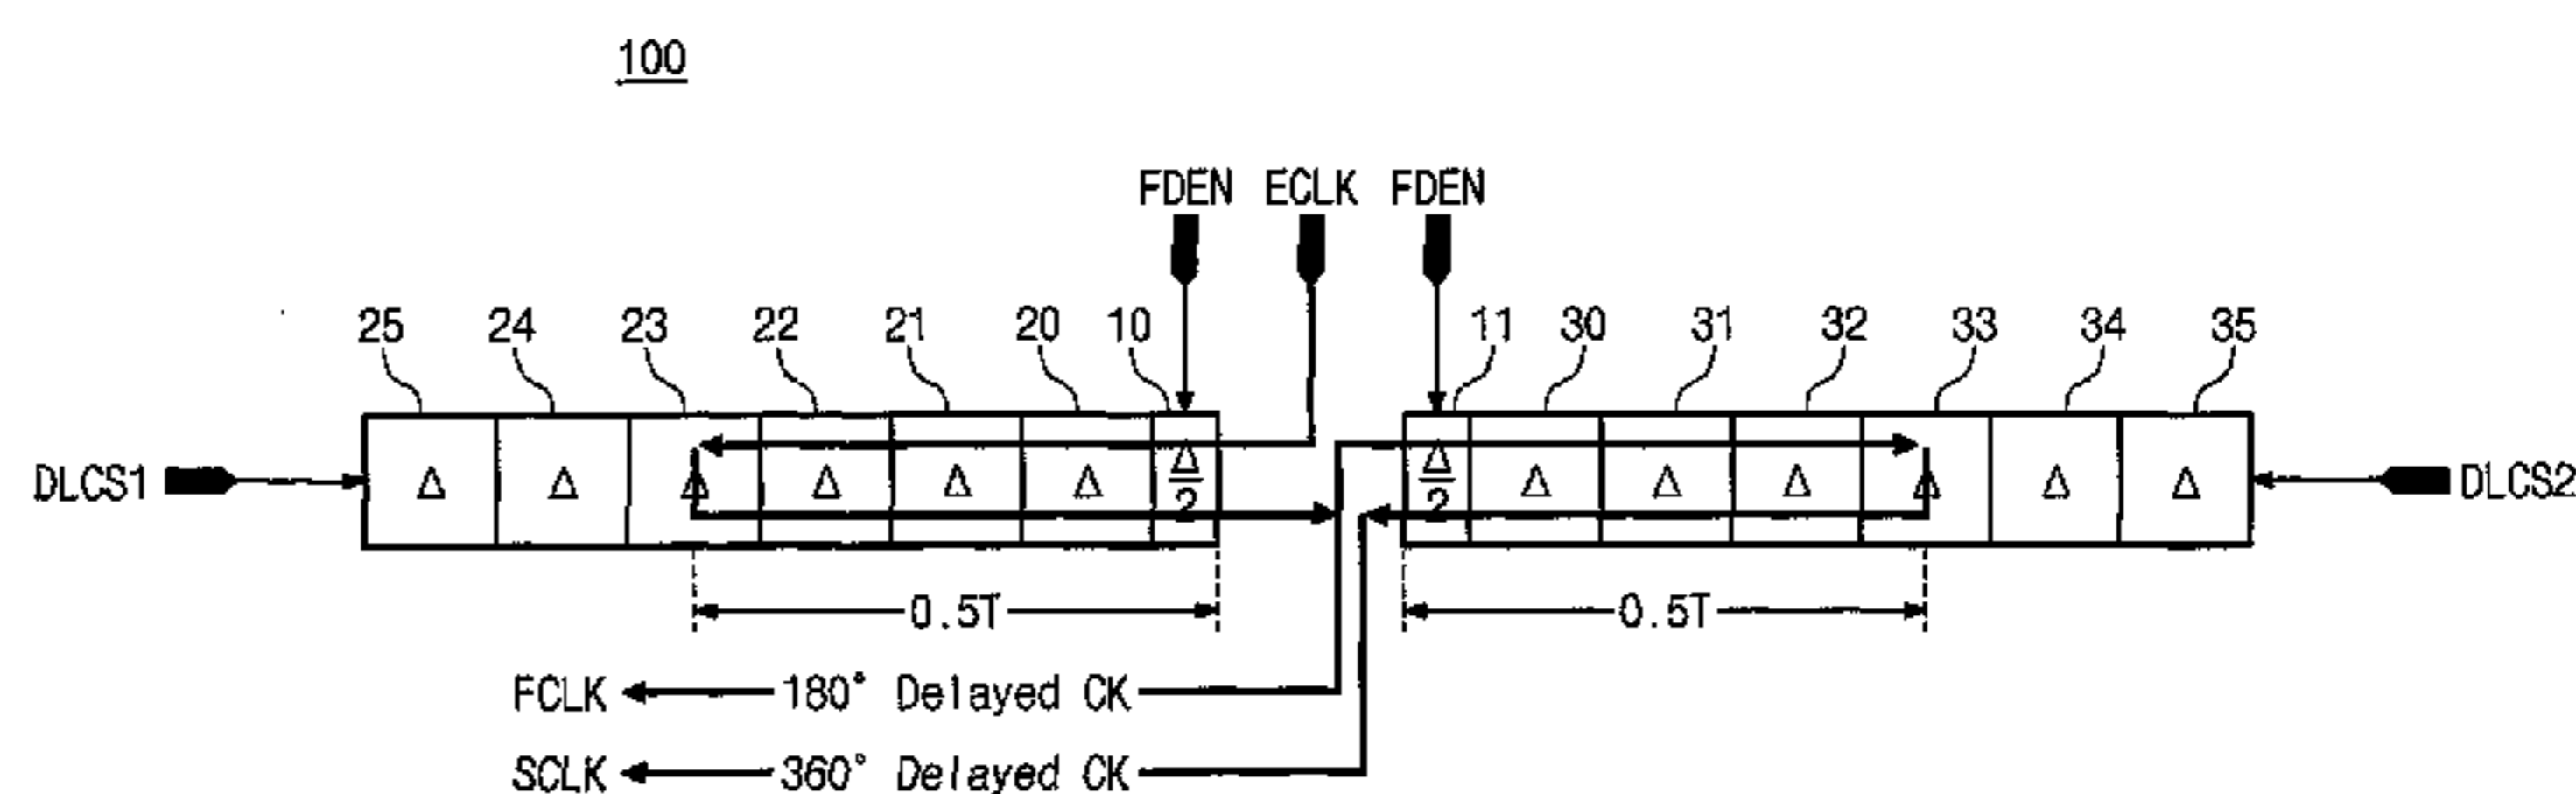 100
FDEN ECLK FDEN
25 24 23 22 21 20 10 11 30 31 32 33 34 35
DLCS1 Δ Δ Δ Δ Δ Δ Δ/2 Δ/2 Δ Δ Δ Δ Δ Δ DLCS2
0.5T 0.5T
FCLK 180° Delayed CK
SCLK 360° Delayed CK